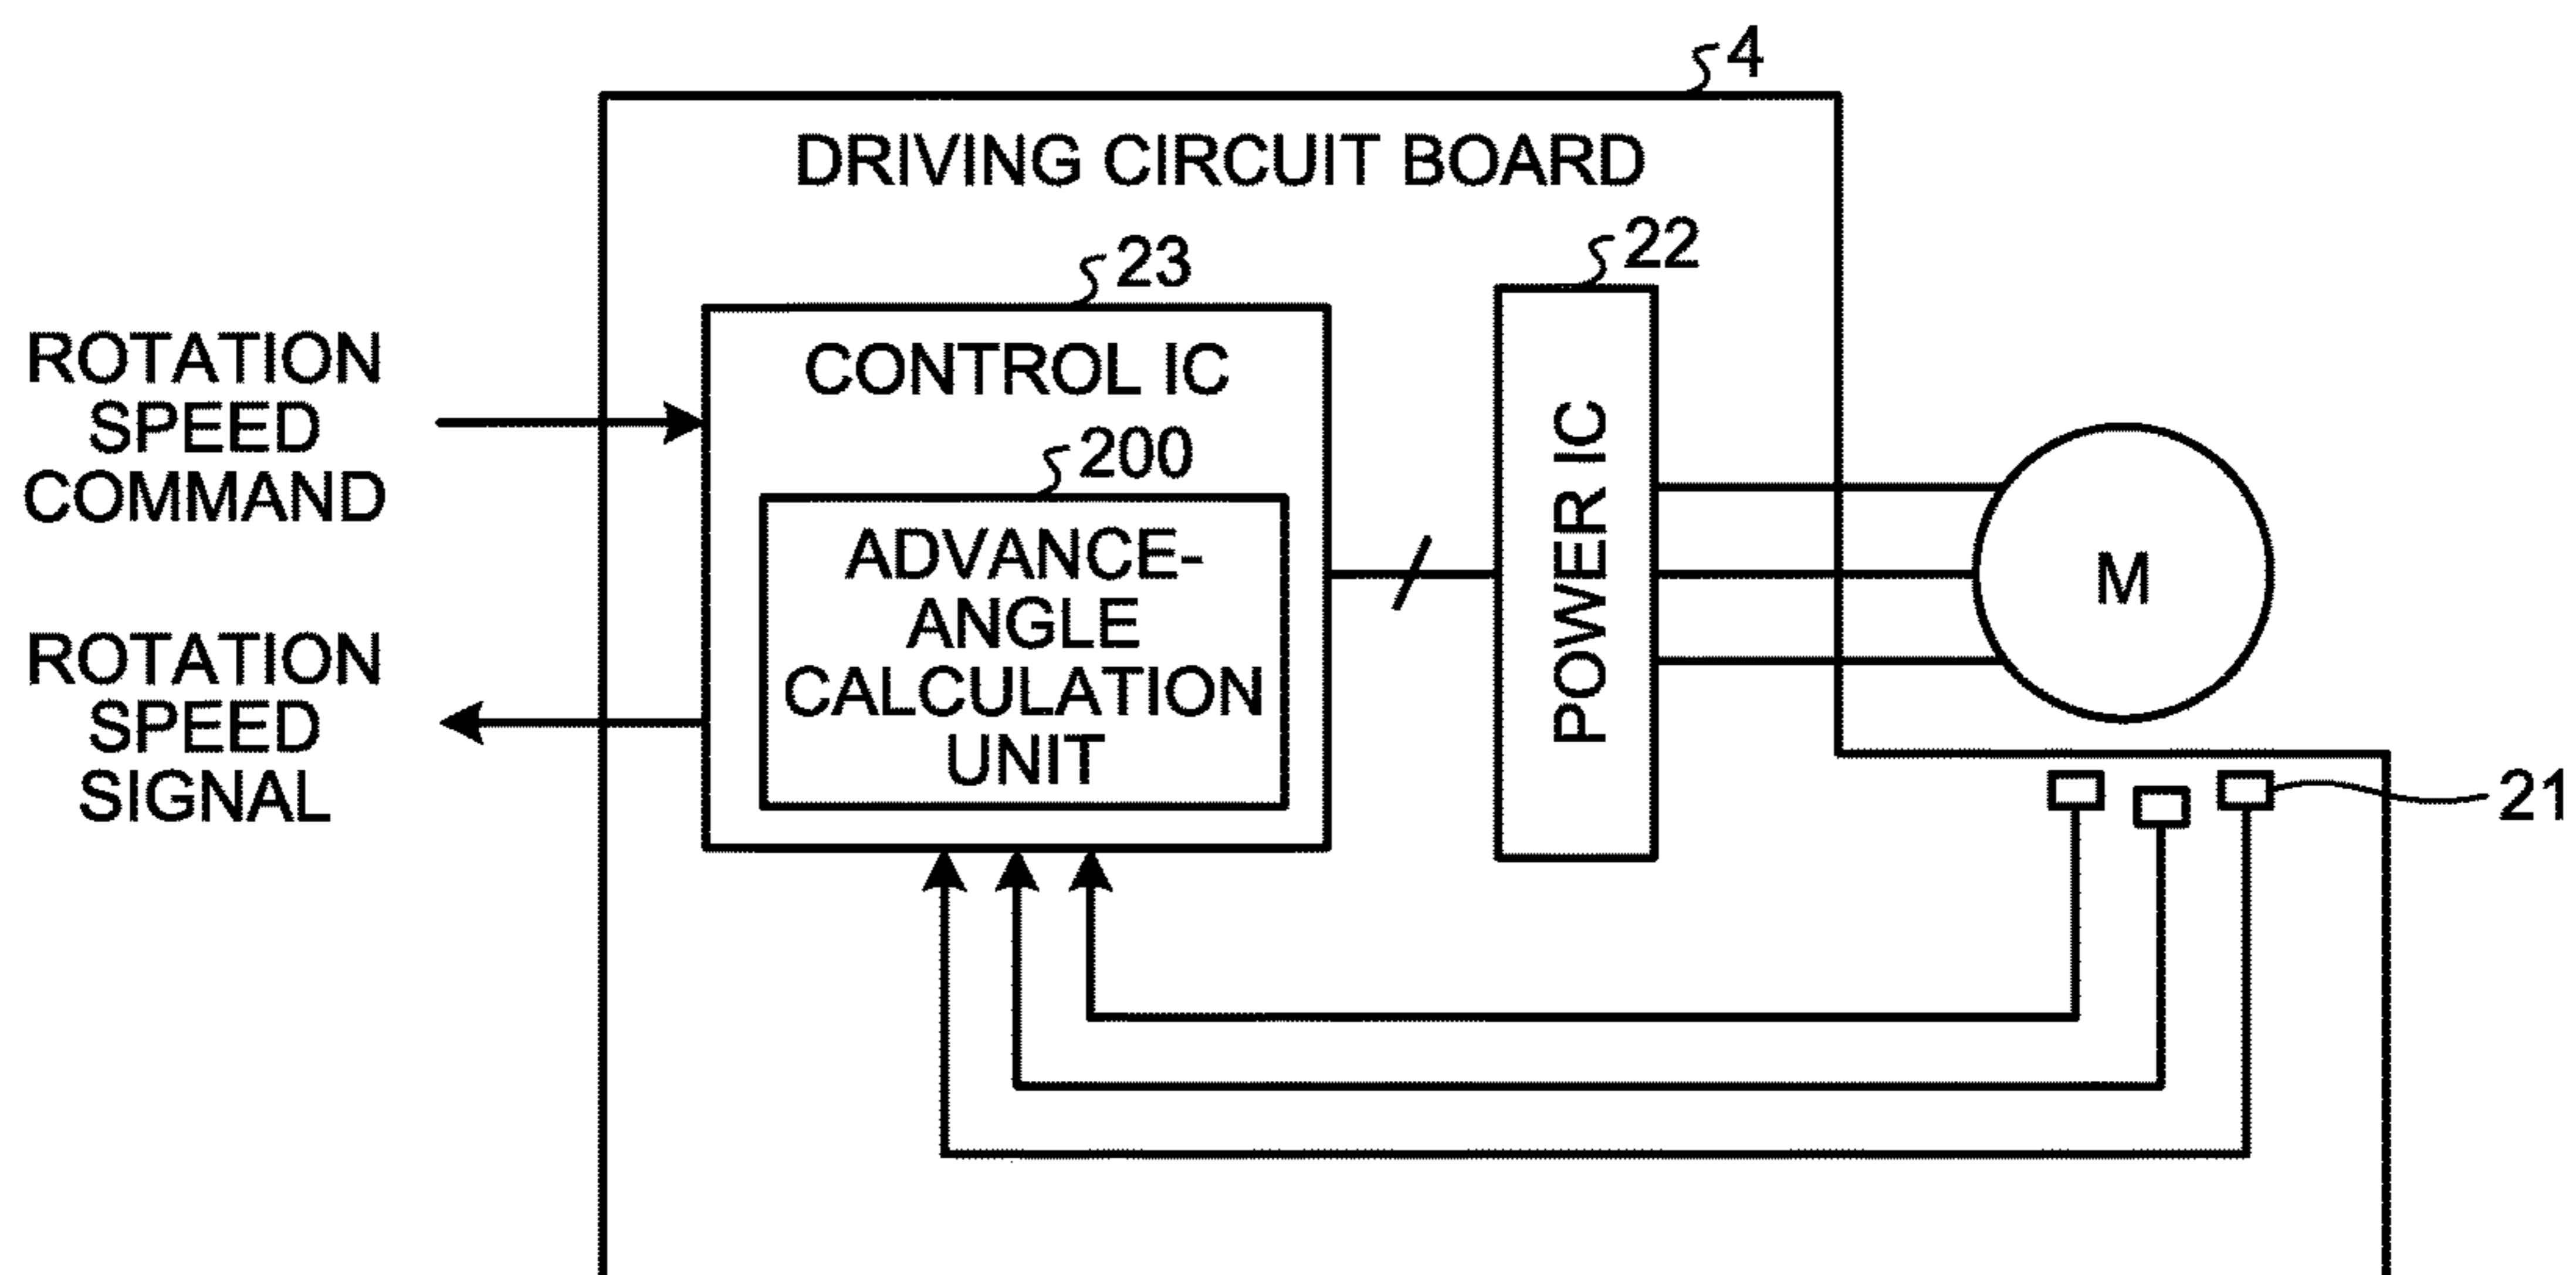 4
DRIVING CIRCUIT BOARD
23
22
ROTATION
SPEED
COMMAND
CONTROL IC
200
ADVANCE-
ANGLE
CALCULATION
UNIT
POWER IC
M
ROTATION
SPEED
SIGNAL
21